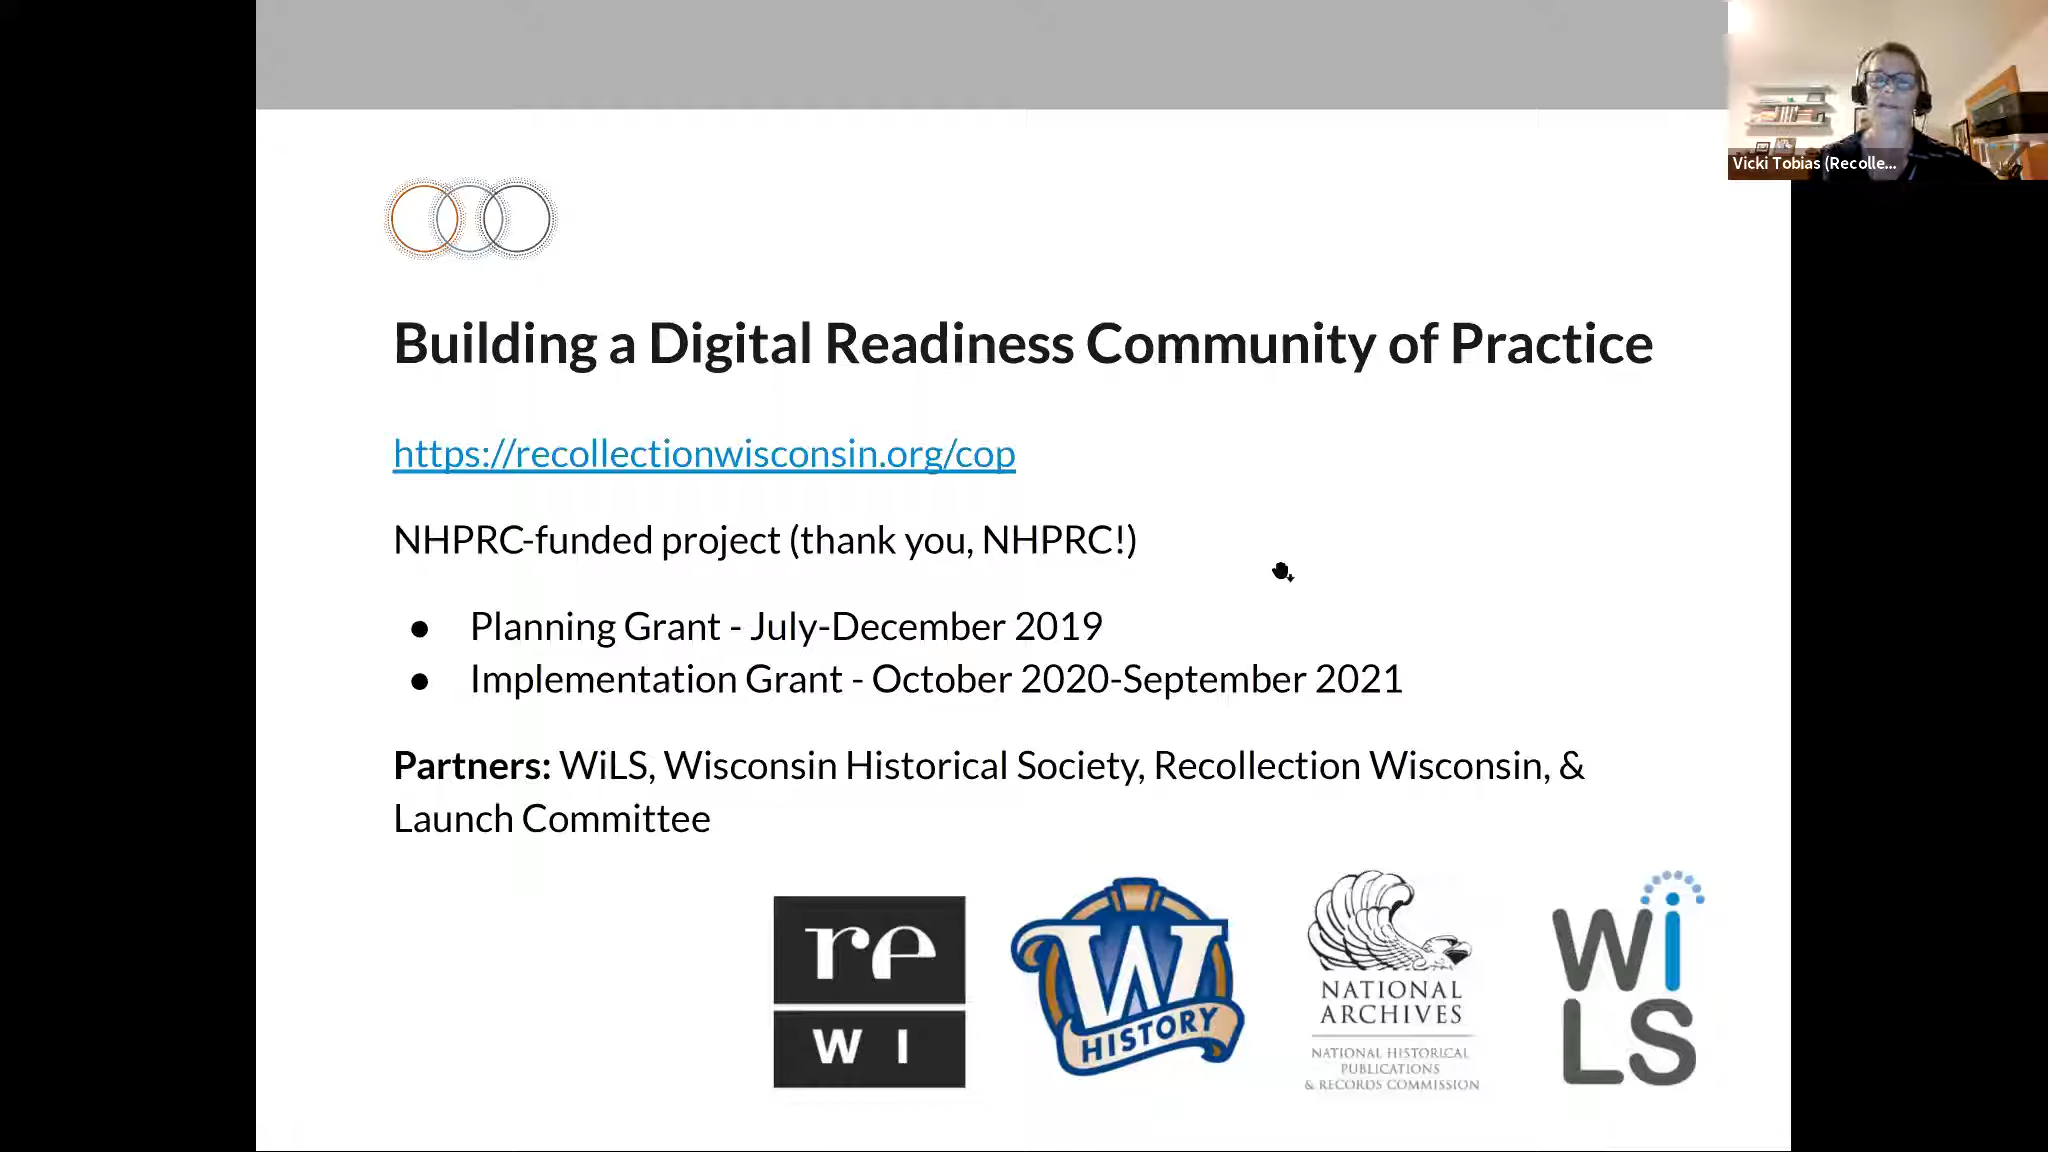 Vicki Tobias (Recolle...
Building a Digital Readiness Community of Practice
https://recollectionwisconsin.org/cop
NHPRC-funded project (thank you, NHPRC!)
● Planning Grant - July-December 2019
● Implementation Grant - October 2020-September 2021
Partners: WiLS, Wisconsin Historical Society, Recollection Wisconsin, &
Launch Committee
re
WI
W
HISTORY
NATIONAL
ARCHIVES
NATIONAL HISTORICAL
PUBLICATIONS
& RECORDS COMMISSION
Wi
LS